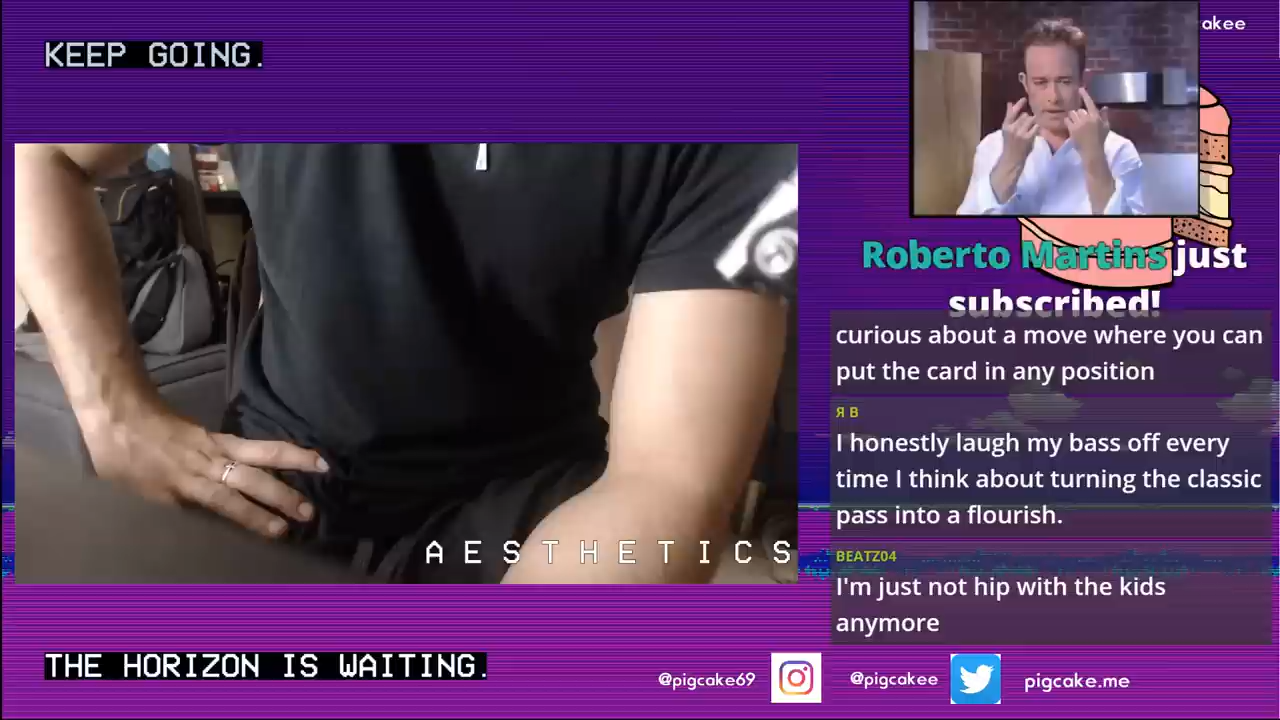 KEEP GOING.
akee
Roberto Martins just
subscribed!
curious about a move where you can
put the card in any position
Я В
I honestly laugh my bass off every
time I think about turning the classic
pass into a flourish.
BEATZ04
I'm just not hip with the kids
anymore
AESTHETICS
THE HORIZON IS WAITING.
@pigcake69
@pigcakee
pigcake.me